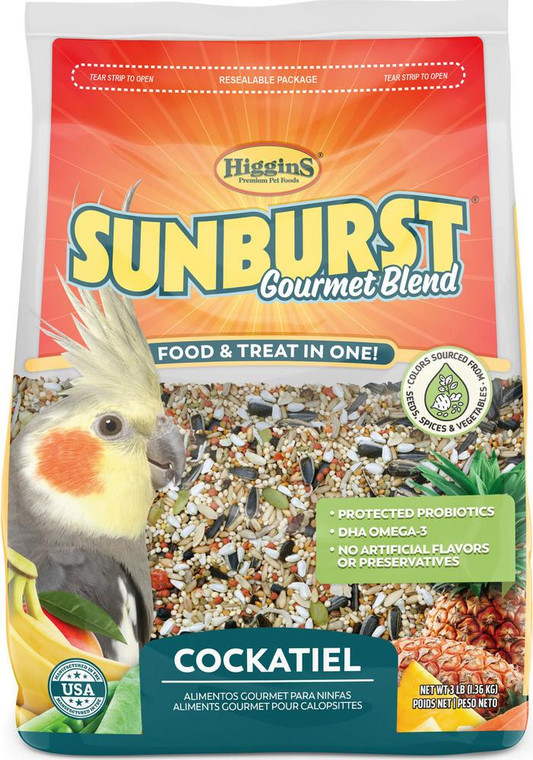 TEAR STRIP TO OPEN
RESEALABLE PACKAGE
TEAR STRIP TO OPEN
HigginS®
Premium Pet Foods
SUNBURST®
Gourmet Blend
FOOD & TREAT IN ONE!
COLORS SOURCED FROM
SEEDS, SPICES & VEGETABLES
• PROTECTED PROBIOTICS
• DHA OMEGA-3
• NO ARTIFICIAL FLAVORS
OR PRESERVATIVES
COCKATIEL
ALIMENTOS GOURMET PARA NINFAS
ALIMENTS GOURMET POUR CALOPSITTES
MANUFACTURED IN THE
USA
NET WT 3 LB (1.36 KG)
POIDS NET | PESO NETO